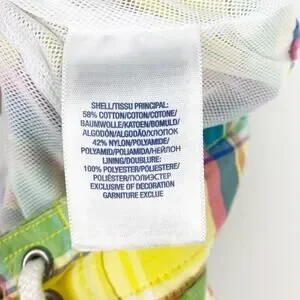 SHELL/TISSU PRINCIPAL:
58% COTTON/COTON/COTONE/
BAUMWOLLE/KATOEN/BOMULD/
ALGODÓN/ALGODÃO/ХЛОПОК
42% NYLON/POLYAMIDE/
POLYAMID/POLIAMIDA/НЕЙЛОН
LINING/DOUBLURE:
100% POLYESTER/POLIESTERE/
POLIÉSTER/ПОЛИЭСТЕР
EXCLUSIVE OF DECORATION
GARNITURE EXCLUE